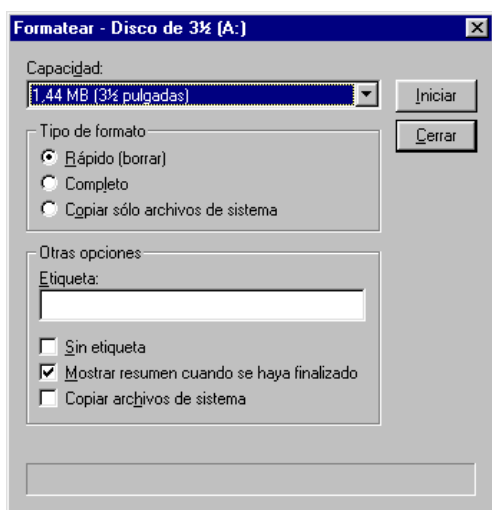 Formatear - Disco de 3½ (A:)
Capacidad:
1,44 MB (3½ pulgadas)
Iniciar
Tipo de formato
Cerrar
Rápido (borrar)
Completo
Copiar sólo archivos de sistema
Otras opciones
Etiqueta:
Sin etiqueta
Mostrar resumen cuando se haya finalizado
Copiar archivos de sistema